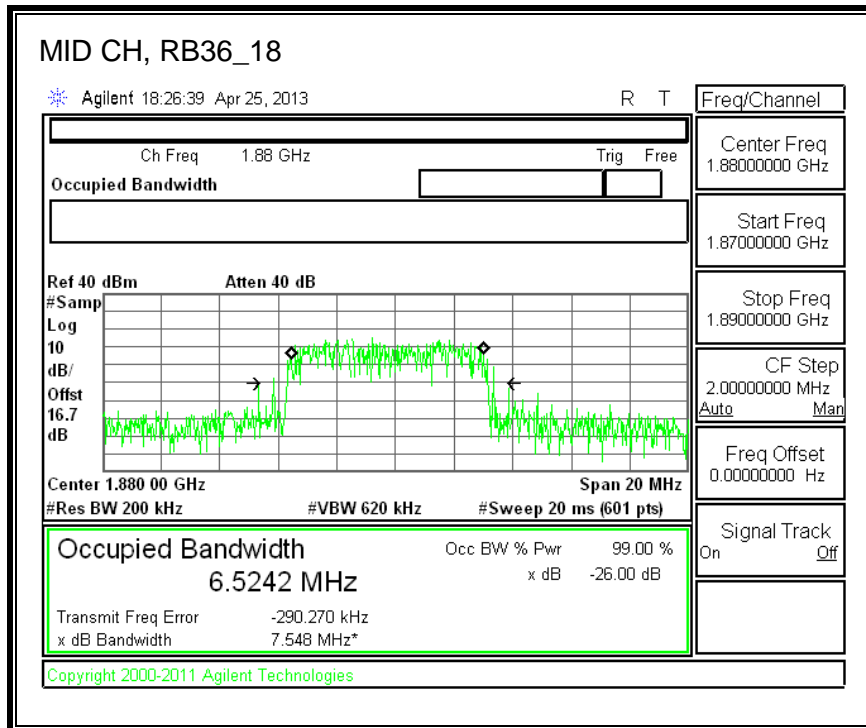 MID CH, RB36_18
Agilent 18:26:39 Apr 25, 2013 R T
Freq/Channel
Ch Freq 1.88 GHz Trig Free
Occupied Bandwidth
Center Freq
1.88000000 GHz
Start Freq
1.87000000 GHz
Stop Freq
1.89000000 GHz
CF Step
2.00000000 MHz
Auto Man
Freq Offset
0.00000000 Hz
Signal Track
On Off
Ref 40 dBm Atten 40 dB
#Samp
Log
10
dB/
Offst
16.7
dB
Center 1.880 00 GHz Span 20 MHz
#Res BW 200 kHz #VBW 620 kHz #Sweep 20 ms (601 pts)
Occupied Bandwidth Occ BW % Pwr 99.00 %
6.5242 MHz x dB -26.00 dB
Transmit Freq Error -290.270 kHz
x dB Bandwidth 7.548 MHz*
Copyright 2000-2011 Agilent Technologies